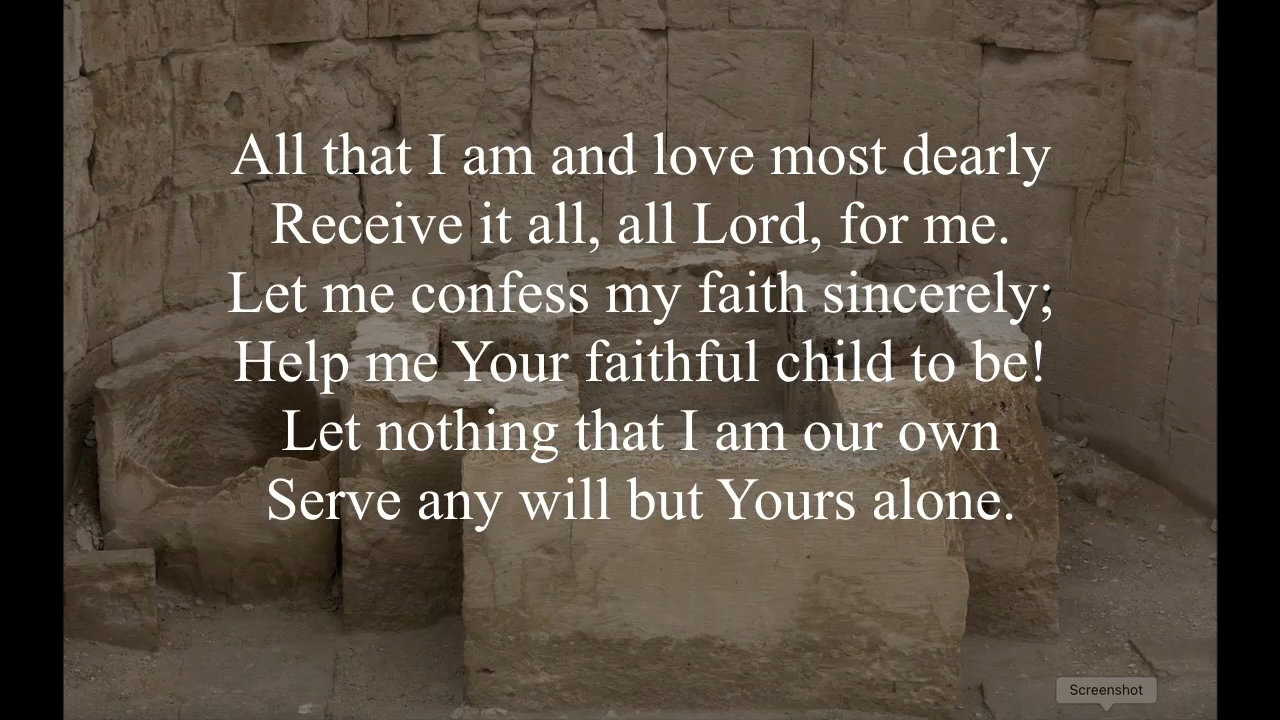 All that I am and love most dearly
Receive it all, all Lord, for me.
Let me confess my faith sincerely;
Help me Your faithful child to be!
Let nothing that I am our own
Serve any will but Yours alone.
Screenshot